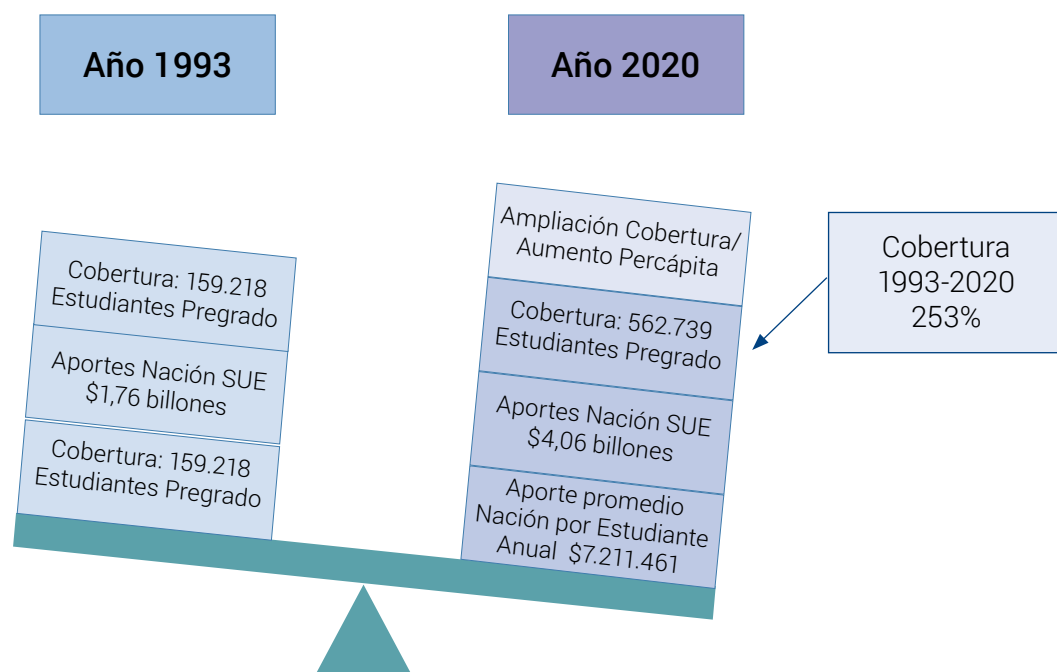 Año 1993
Cobertura: 159.218
Estudiantes Pregrado
Aportes Nación SUE
$1,76 billones
Cobertura: 159.218
Estudiantes Pregrado
Año 2020
Ampliación Cobertura/
Aumento Percápita
Cobertura: 562.739
Estudiantes Pregrado
Aportes Nación SUE
$4,06 billones
Aporte promedio
Nación por Estudiante
Anual $7.211.461
Cobertura
1993-2020
253%